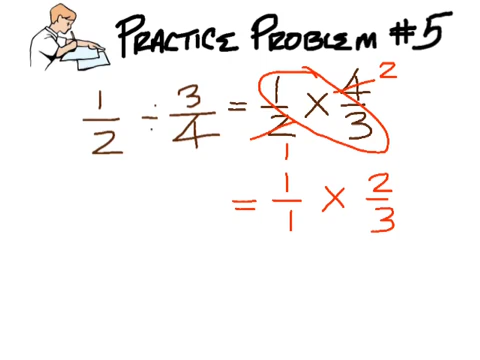 PRACTICE PROBLEM #5
1/2 ÷ 3/4 = 1/2 × 4/3 2
1
= 1/1 × 2/3